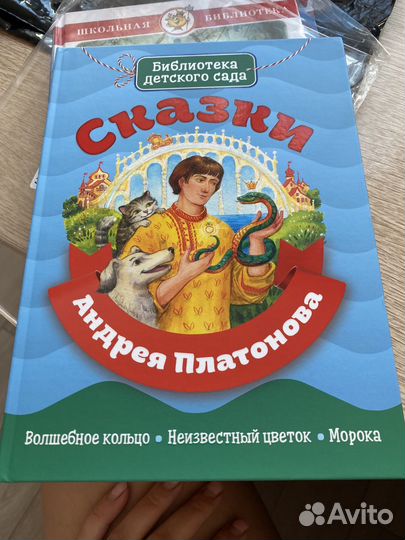 ШКОЛЬНАЯ БИБЛИОТЕКА
Библиотека
детского сада
Сказки
Андрея Платонова
Волшебное кольцо • Неизвестный цветок • Морока
Avito